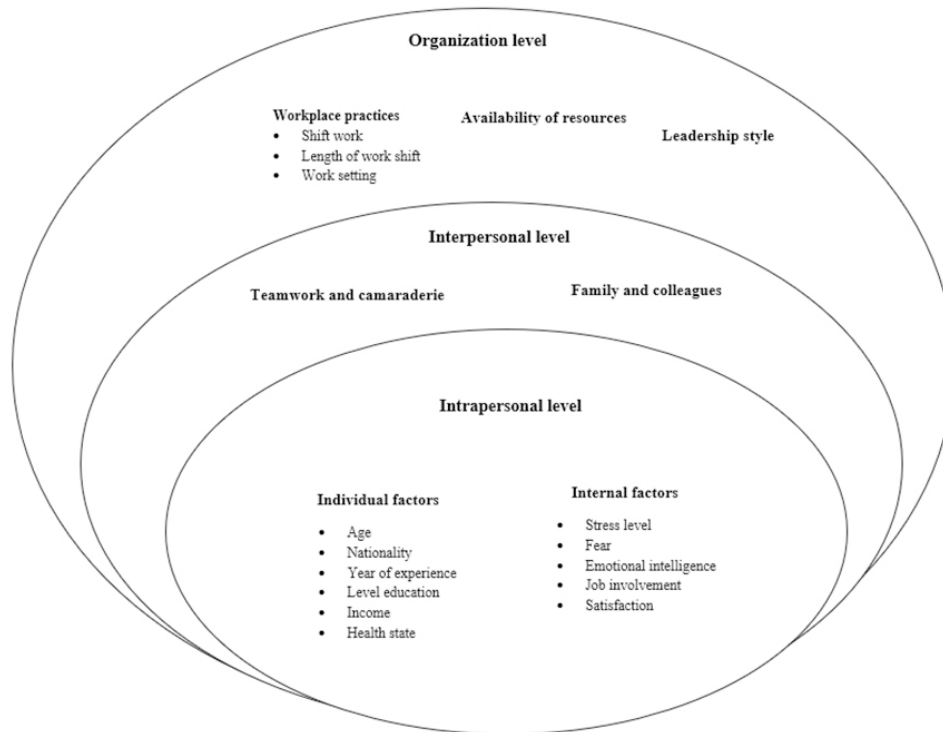 Organization level
Workplace practices
• Shift work
• Length of work shift
• Work setting
Availability of resources
Leadership style
Interpersonal level
Teamwork and camaraderie
Family and colleagues
Intrapersonal level
Individual factors
• Age
• Nationality
• Year of experience
• Level education
• Income
• Health state
Internal factors
• Stress level
• Fear
• Emotional intelligence
• Job involvement
• Satisfaction